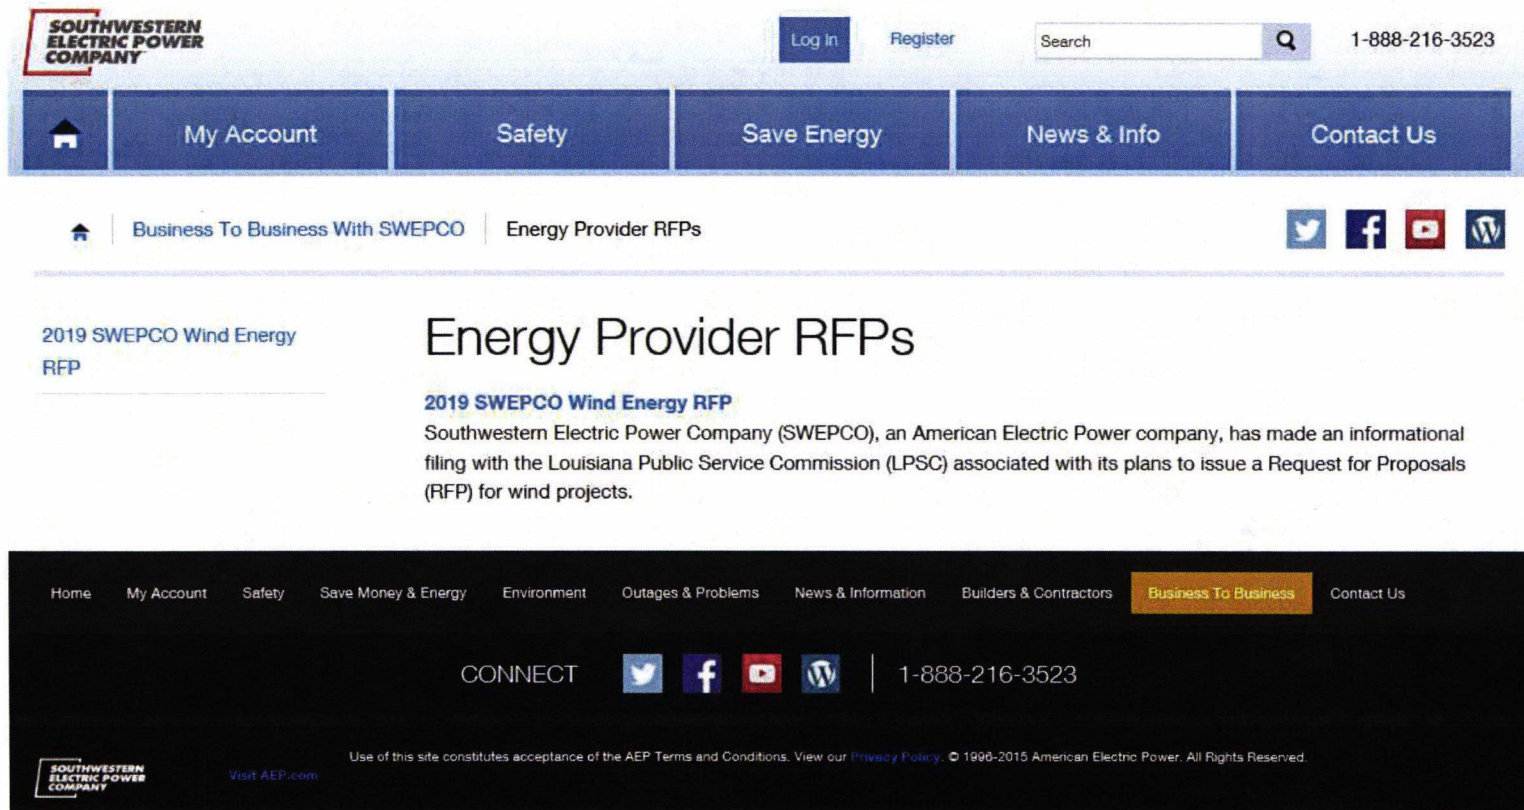 SOUTHWESTERN
ELECTRIC POWER
COMPANY
Log In
Register
Search
1-888-216-3523
My Account
Safety
Save Energy
News & Info
Contact Us
Business To Business With SWEPCO
Energy Provider RFPs
2019 SWEPCO Wind Energy
RFP
Energy Provider RFPs
2019 SWEPCO Wind Energy RFP
Southwestern Electric Power Company (SWEPCO), an American Electric Power company, has made an informational
filing with the Louisiana Public Service Commission (LPSC) associated with its plans to issue a Request for Proposals
(RFP) for wind projects.
Home My Account Safety Save Money & Energy Environment Outages & Problems News & Information Builders & Contractors Business To Business Contact Us
CONNECT
1-888-216-3523
SOUTHWESTERN
ELECTRIC POWER
COMPANY
Visit AEP.com
Use of this site constitutes acceptance of the AEP Terms and Conditions. View our Privacy Policy. © 1996-2015 American Electric Power. All Rights Reserved.